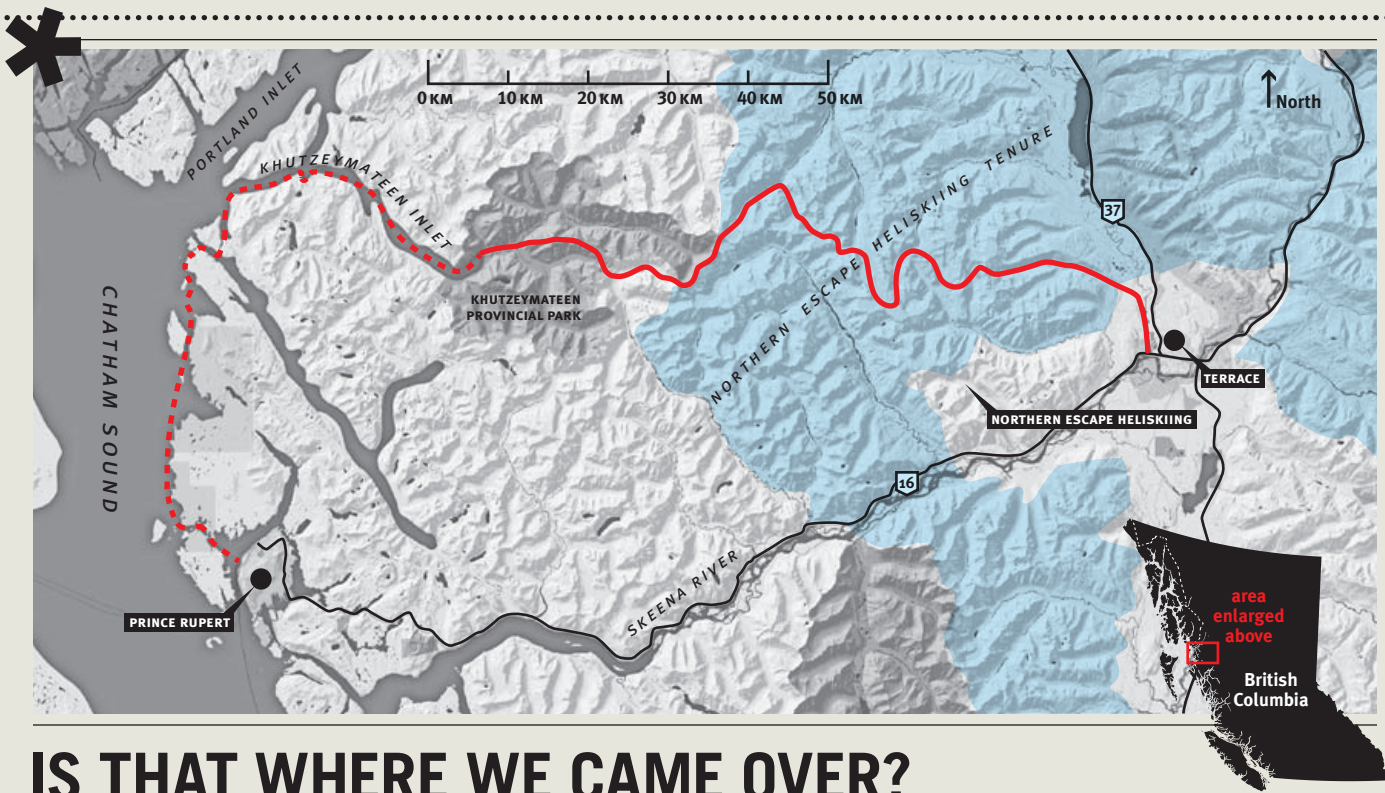 0 KM 10 KM 20 KM 30 KM 40 KM 50 KM
North
PORTLAND INLET
KHUTZEYMATEEN INLET
NORTHERN ESCAPE HELISKIING TENURE
37
KHUTZEYMATEEN
PROVINCIAL PARK
CHATHAM SOUND
TERRACE
NORTHERN ESCAPE HELISKIING
16
SKEENA RIVER
PRINCE RUPERT
area
enlarged
above
British
Columbia
IS THAT WHERE WE CAME OVER?